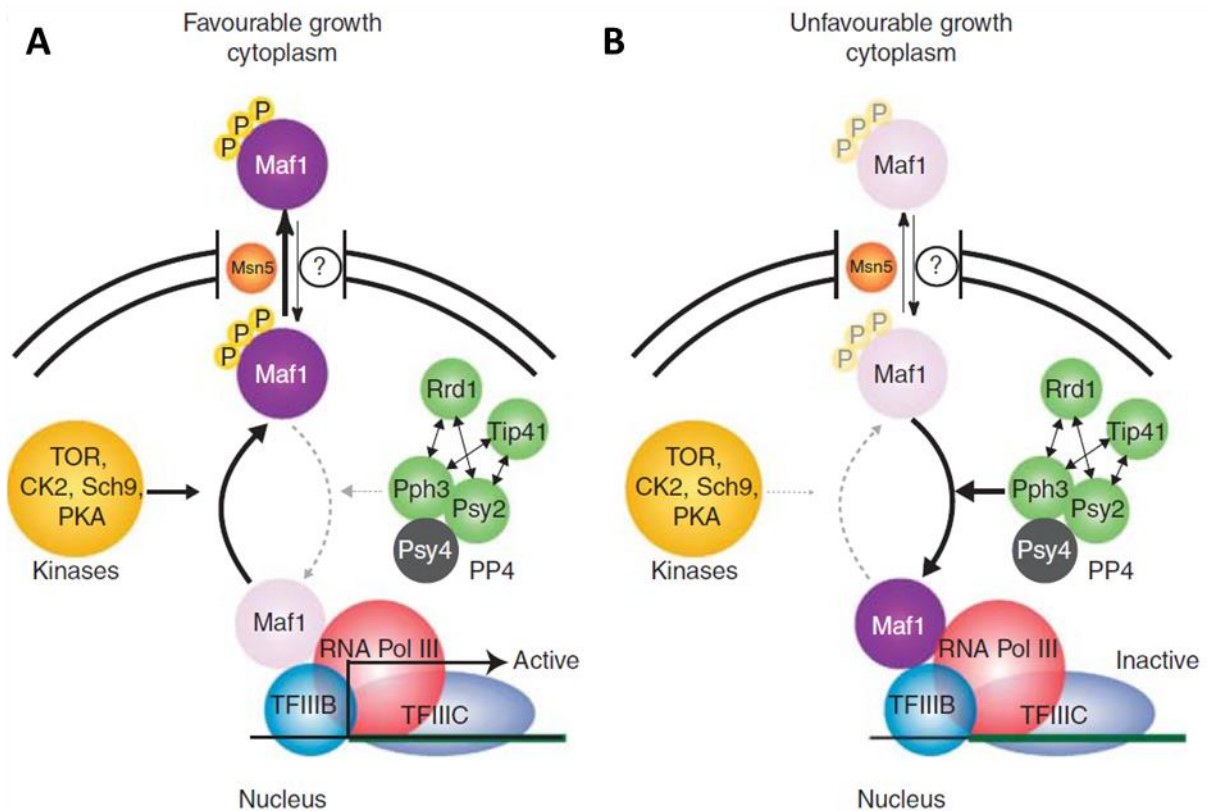 A
Favourable growth
cytoplasm
P
P
P
Maf1
Msn5
?
P
P
P
Maf1
Rrd1
Tip41
TOR,
CK2, Sch9,
PKA
Kinases
Pph3
Psy2
Psy4
PP4
Maf1
RNA Pol III
Active
TFIIIB
TFIIIC
Nucleus
B
Unfavourable growth
cytoplasm
P
P
P
Maf1
Msn5
?
P
P
P
Maf1
Rrd1
Tip41
TOR,
CK2, Sch9,
PKA
Kinases
Pph3
Psy2
Psy4
PP4
Maf1
RNA Pol III
Inactive
TFIIIB
TFIIIC
Nucleus